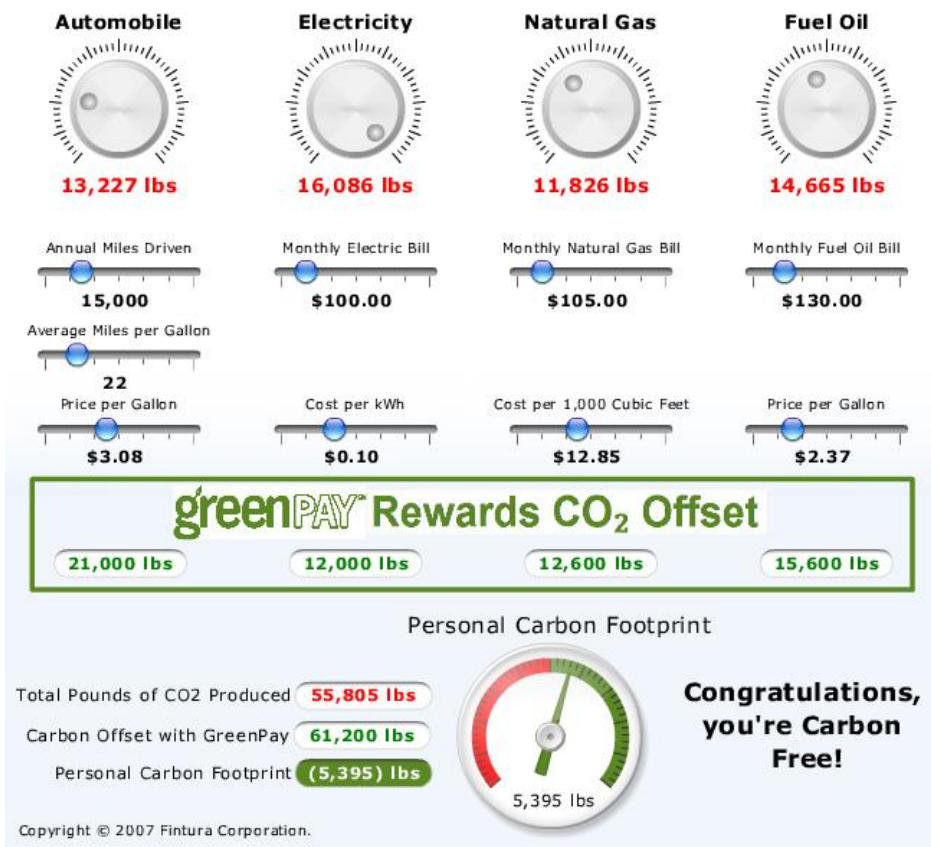 Automobile Electricity Natural Gas Fuel Oil
13,227 lbs 16,086 lbs 11,826 lbs 14,665 lbs
Annual Miles Driven Monthly Electric Bill Monthly Natural Gas Bill Monthly Fuel Oil Bill
15,000 $100.00 $105.00 $130.00
Average Miles per Gallon
22
Price per Gallon Cost per kWh Cost per 1,000 Cubic Feet Price per Gallon
$3.08 $0.10 $12.85 $2.37
greenPAY™ Rewards CO₂ Offset
21,000 lbs 12,000 lbs 12,600 lbs 15,600 lbs
Personal Carbon Footprint
Total Pounds of CO2 Produced 55,805 lbs
Carbon Offset with GreenPay 61,200 lbs
Personal Carbon Footprint (5,395) lbs
5,395 lbs
Congratulations,
you're Carbon
Free!
Copyright © 2007 Fintura Corporation.